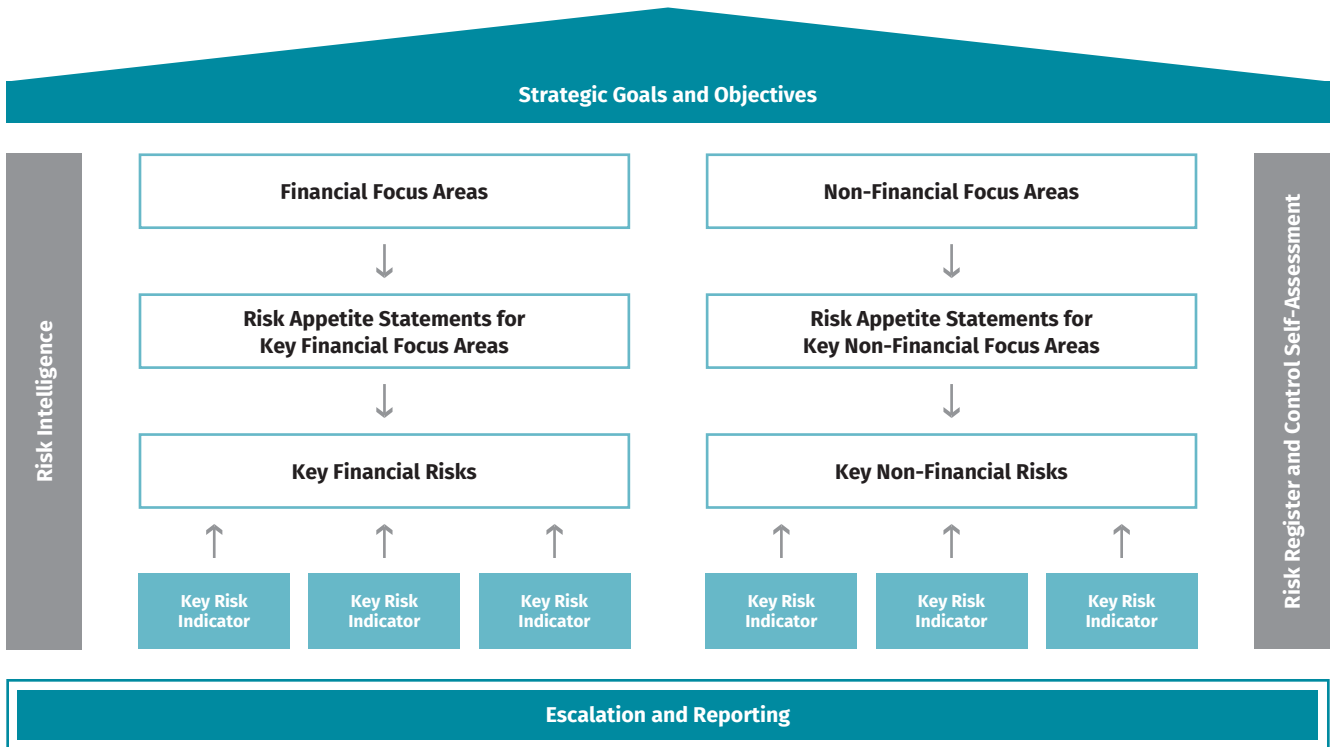 Strategic Goals and Objectives
Risk Intelligence
Financial Focus Areas
Risk Appetite Statements for
Key Financial Focus Areas
Key Financial Risks
Key Risk
Indicator
Key Risk
Indicator
Key Risk
Indicator
Non-Financial Focus Areas
Risk Appetite Statements for
Key Non-Financial Focus Areas
Key Non-Financial Risks
Key Risk
Indicator
Key Risk
Indicator
Key Risk
Indicator
Risk Register and Control Self-Assessment
Escalation and Reporting